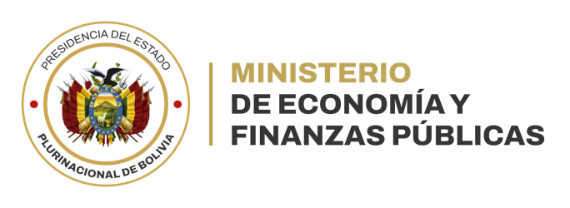 PRESIDENCIA DEL ESTADO
PLURINACIONAL DE BOLIVIA
MINISTERIO
DE ECONOMÍA Y
FINANZAS PÚBLICAS